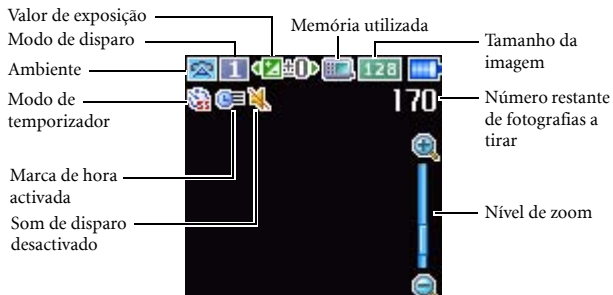 Valor de exposição
Modo de disparo
Ambiente
Modo de
temporizador
Marca de hora
activada
Som de disparo
desactivado
Memória utilizada
Tamanho da
imagem
Número restante
de fotografias a
tirar
Nível de zoom
1 ±0 128
170